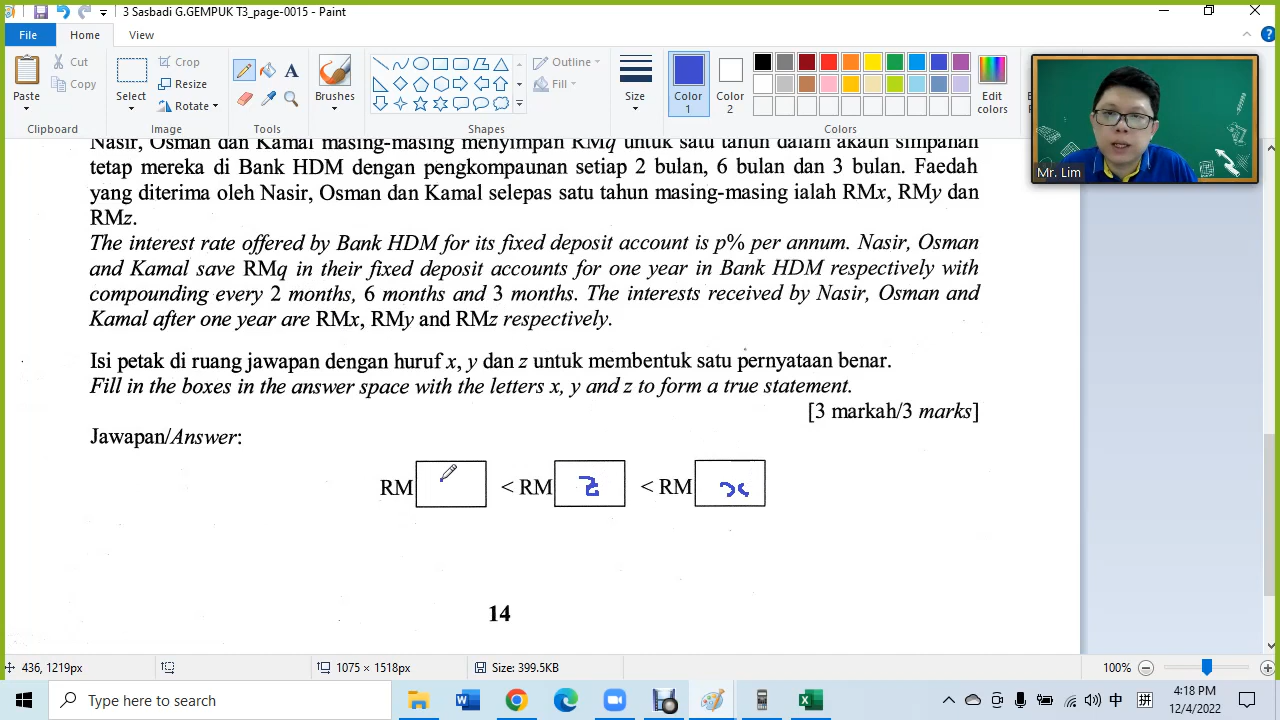 3 Sasbadi G.GEMPUK T3_page-0015 - Paint
File Home View
Paste Cut Copy Clipboard
Select Crop Resize Rotate Image
Tools
Brushes
Shapes Outline Fill
Size
Color 1 Color 2 Edit colors Colors
Mr. Lim
Nasir, Osman dan Kamal masing-masing menyimpan RMq untuk satu tahun dalam akaun simpanan
tetap mereka di Bank HDM dengan pengkompaunan setiap 2 bulan, 6 bulan dan 3 bulan. Faedah
yang diterima oleh Nasir, Osman dan Kamal selepas satu tahun masing-masing ialah RMx, RMy dan
RMz.
The interest rate offered by Bank HDM for its fixed deposit account is p% per annum. Nasir, Osman
and Kamal save RMq in their fixed deposit accounts for one year in Bank HDM respectively with
compounding every 2 months, 6 months and 3 months. The interests received by Nasir, Osman and
Kamal after one year are RMx, RMy and RMz respectively.
Isi petak di ruang jawapan dengan huruf x, y dan z untuk membentuk satu pernyataan benar.
Fill in the boxes in the answer space with the letters x, y and z to form a true statement.
[3 markah/3 marks]
Jawapan/Answer:
RM < RM z < RM x
14
436, 1219px 1075 × 1518px Size: 399.5KB 100%
Type here to search
中 拼 4:18 PM
12/4/2022